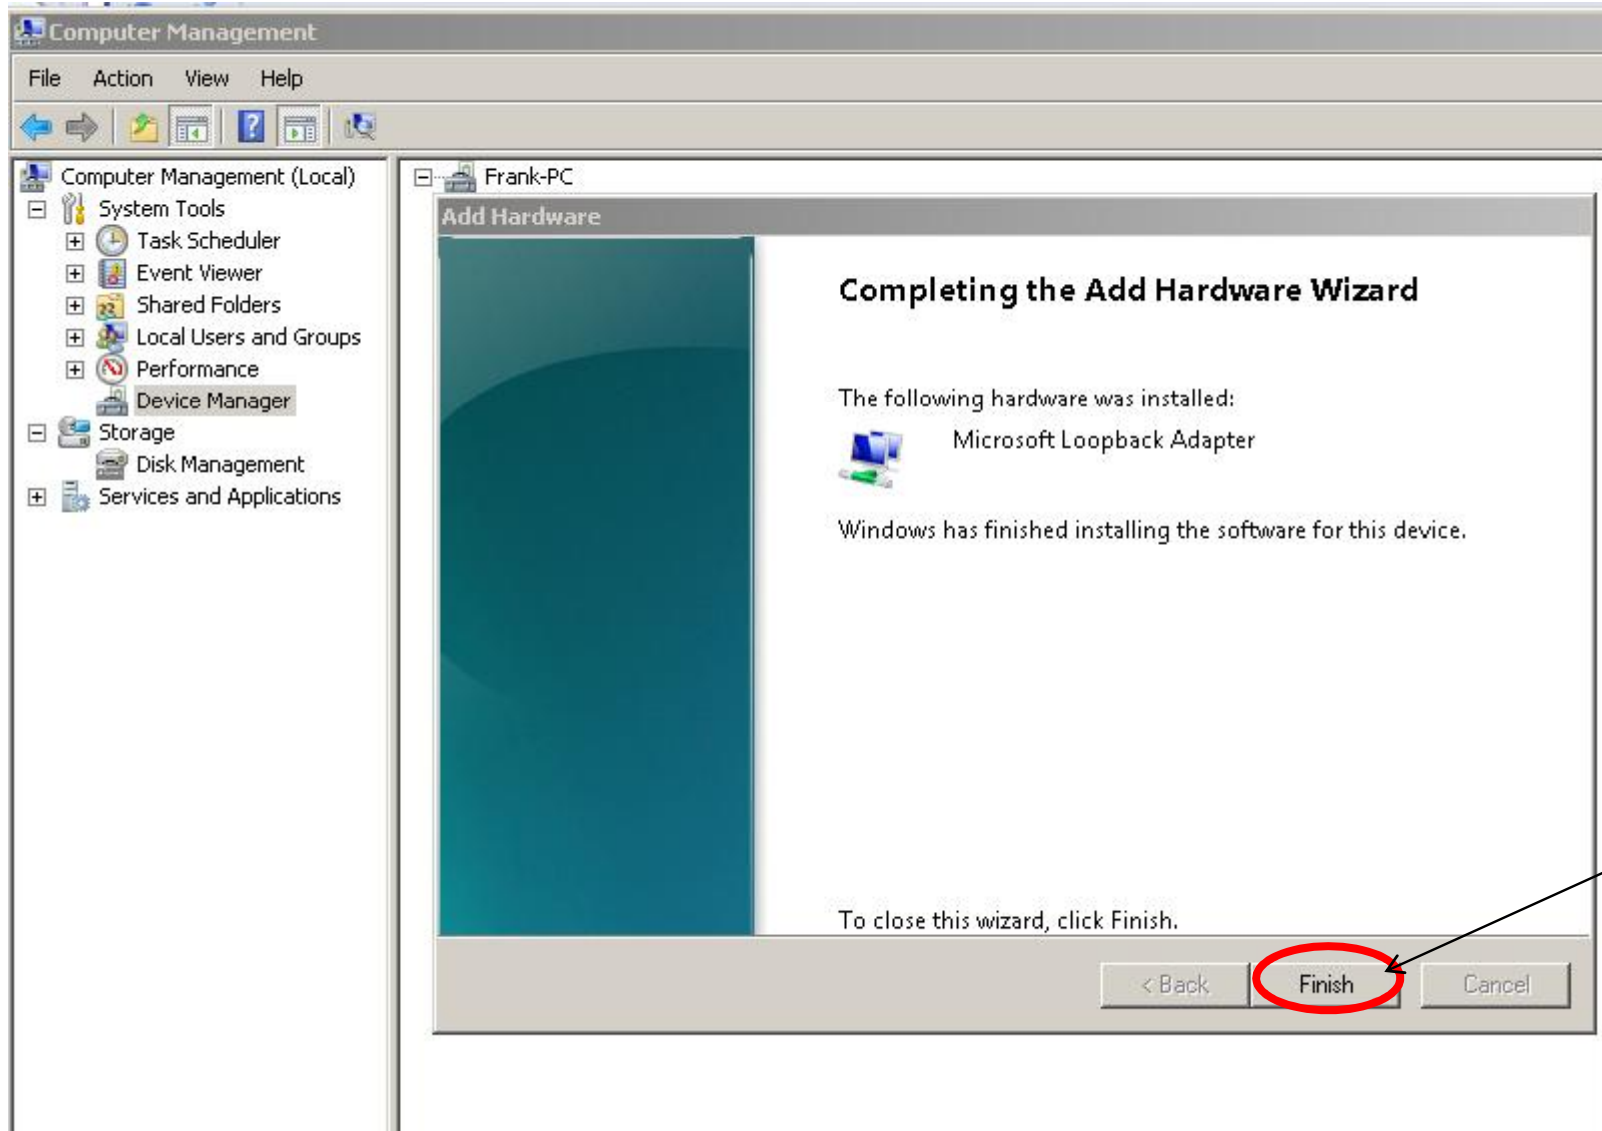 Computer Management
File Action View Help
Computer Management (Local)
System Tools
Task Scheduler
Event Viewer
Shared Folders
Local Users and Groups
Performance
Device Manager
Storage
Disk Management
Services and Applications
Frank-PC
Add Hardware
Completing the Add Hardware Wizard
The following hardware was installed:
Microsoft Loopback Adapter
Windows has finished installing the software for this device.
To close this wizard, click Finish.
< Back Finish Cancel